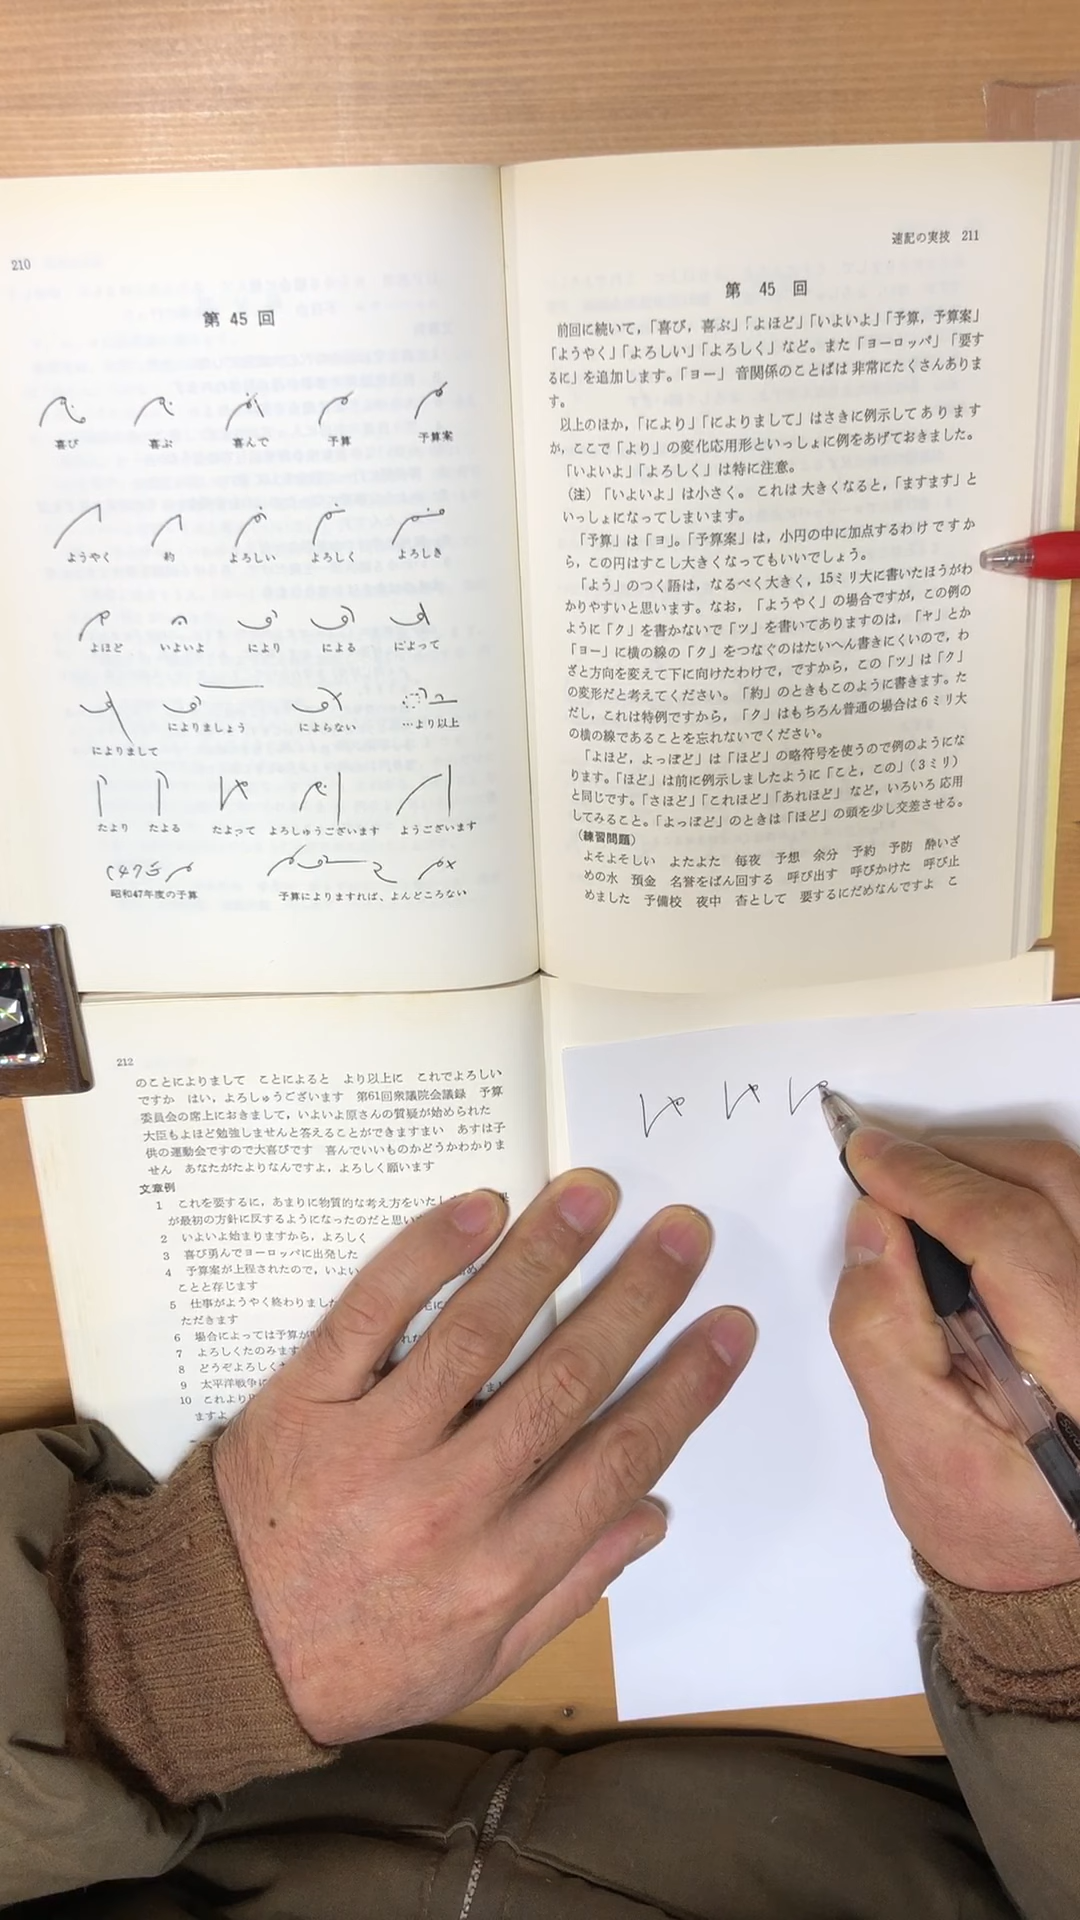 210
第 45 回
喜び 喜ぶ 喜んで 予算 予算案
ようやく 約 よろしい よろしく よろしき
よほど いよいよ により による によって
によりまして によりましょう によらない …より以上
たより たよる たよって よろしゅうございます ようございます
昭和47年度の予算 予算によりますれば、よんどころない
速記の実技 211
第 45 回
前回に続いて，「喜び，喜ぶ」「よほど」「いよいよ」「予算，予算案」
「ようやく」「よろしい」「よろしく」など。また「ヨーロッパ」「要す
るに」を追加します。「ヨー」音関係のことばは非常にたくさんありま
す。
以上のほか，「により」「によりまして」はさきに例示してあります
が，ここで「より」の変化応用形といっしょに例をあげておきました。
「いよいよ」「よろしく」は特に注意。
（注）「いよいよ」は小さく。これは大きくなると，「ますます」と
いっしょになってしまいます。
「予算」は「ヨ」。「予算案」は，小円の中に加点するわけですか
ら，この円はすこし大きくなってもいいでしょう。
「よう」のつく語は，なるべく大きく，15ミリ大に書いたほうがわ
かりやすいと思います。なお，「ようやく」の場合ですが，この例の
ように「ク」を書かないで「ツ」を書いてありますのは，「ヤ」とか
「ヨー」に横の線の「ク」をつなぐのはたいへん書きにくいので，わ
ざと方向を変えて下に向けたわけで，ですから，この「ツ」は「ク」
の変形だと考えてください。「約」のときもこのように書きます。た
だし，これは特例ですから，「ク」はもちろん普通の場合は6ミリ大
の横の線であることを忘れないでください。
「よほど，よっぽど」は「ほど」の略符号を使うので例のようにな
ります。「ほど」は前に例示しましたように「こと，この」（3ミリ）
と同じです。「さほど」「これほど」「あれほど」など，いろいろ応用
してみること。「よっぽど」のときは「ほど」の頭を少し交差させる。
（練習問題）
よそよそしい よたよた 毎夜 予想 余分 予約 予防 酔いざ
めの水 預金 名誉をばん回する 呼び出す 呼びかけた 呼び止
めました 予備校 夜中 杳として 要するにだめなんですよ こ
212
のことによりまして ことによると より以上に これでよろしい
ですか はい，よろしゅうございます 第61回衆議院会議録 予算
委員会の席上におきまして，いよいよ原さんの質疑が始められた
大臣もよほど勉強しませんと答えることができますまい あすは子
供の運動会ですので大喜びです 喜んでいいものかどうかわかりま
せん あなたがたよりなんですよ，よろしく願います
文章例
1 これを要するに，あまりに物質的な考え方をいたし
が最初の方針に反するようになったのだと思い
2 いよいよ始まりますから，よろしく
3 喜び勇んでヨーロッパに出発した
4 予算案が上程されたので，いよい
ことと存じます
5 仕事がようやく終わりまし
ただきます
6 場合によっては予算が
7 よろしくたのみます
8 どうぞよろしく
9 太平洋戦争
10 これより
ますよ